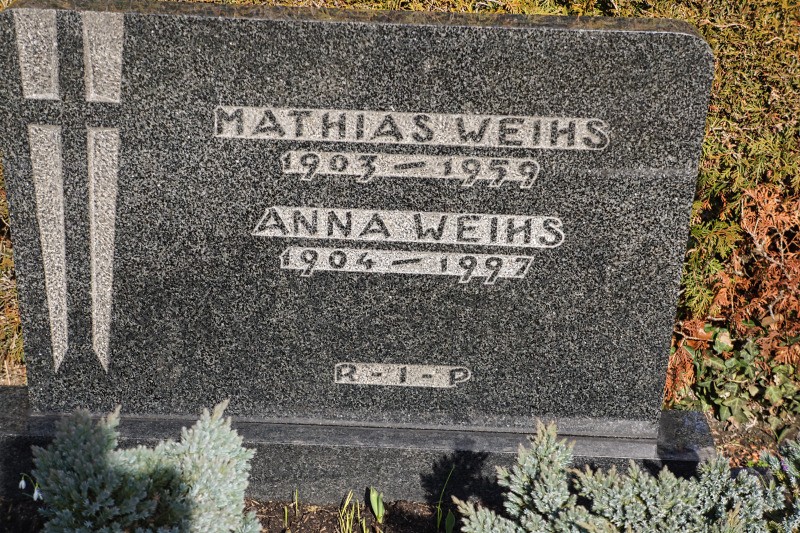 MATHIAS WEIHS
1903 - 1959
ANNA WEIHS
1904 - 1997
R - I - P